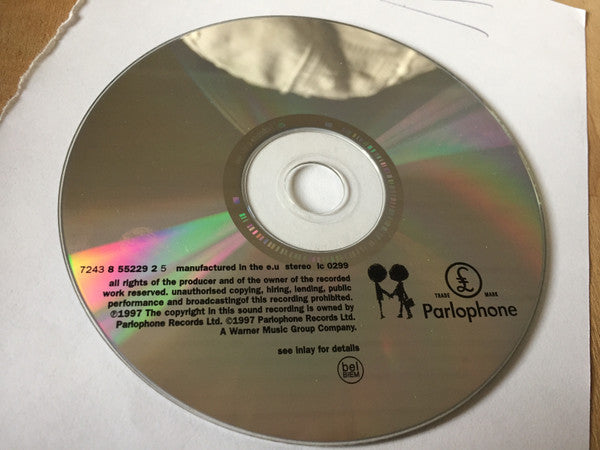 7243 8 55229 2 5 manufactured in the e.u stereo lc 0299
all rights of the producer and of the owner of the recorded
work reserved. unauthorised copying, hiring, lending, public
performance and broadcastingof this recording prohibited.
℗1997 The copyright in this sound recording is owned by
Parlophone Records Ltd. ©1997 Parlophone Records Ltd.
A Warner Music Group Company.
see inlay for details
bel
BIEM
£
TRADE MARK
Parlophone